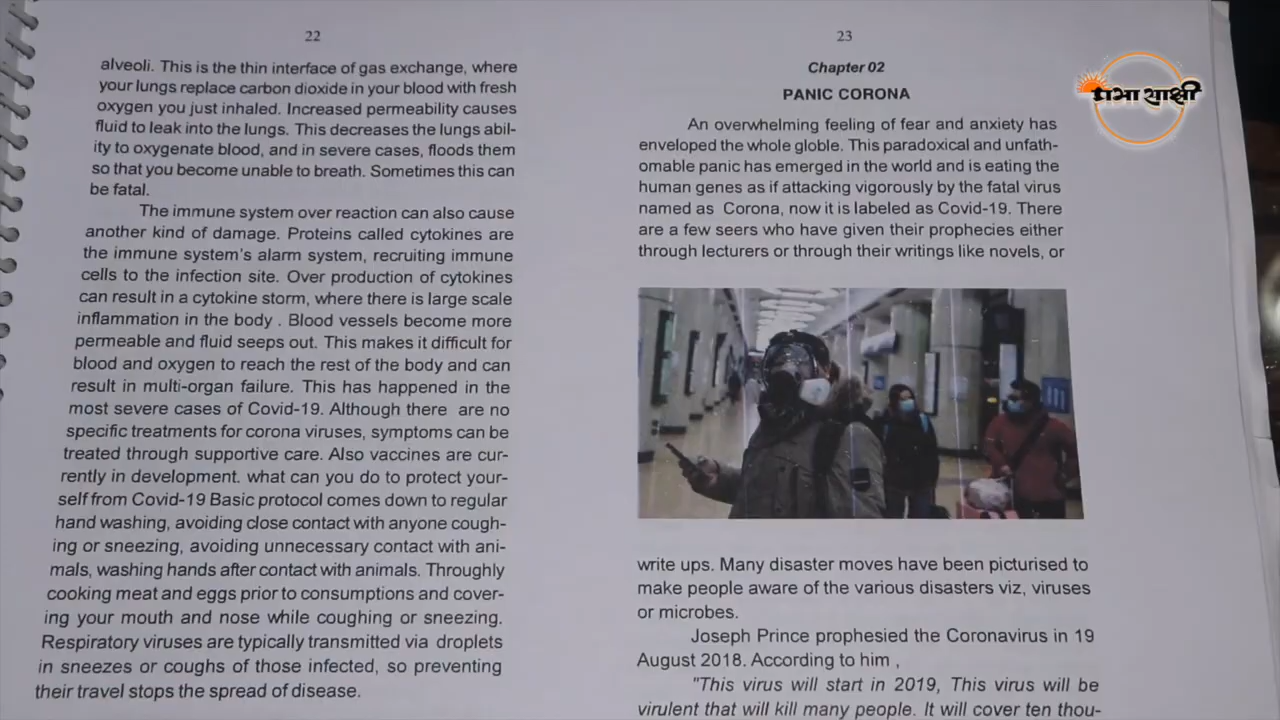 22
alveoli. This is the thin interface of gas exchange, where
your lungs replace carbon dioxide in your blood with fresh
oxygen you just inhaled. Increased permeability causes
fluid to leak into the lungs. This decreases the lungs abil-
ity to oxygenate blood, and in severe cases, floods them
so that you become unable to breath. Sometimes this can
be fatal.
The immune system over reaction can also cause
another kind of damage. Proteins called cytokines are
the immune system's alarm system, recruiting immune
cells to the infection site. Over production of cytokines
can result in a cytokine storm, where there is large scale
inflammation in the body . Blood vessels become more
permeable and fluid seeps out. This makes it difficult for
blood and oxygen to reach the rest of the body and can
result in multi-organ failure. This has happened in the
most severe cases of Covid-19. Although there are no
specific treatments for corona viruses, symptoms can be
treated through supportive care. Also vaccines are cur-
rently in development. what can you do to protect your-
self from Covid-19 Basic protocol comes down to regular
hand washing, avoiding close contact with anyone cough-
ing or sneezing, avoiding unnecessary contact with ani-
mals, washing hands after contact with animals. Throughly
cooking meat and eggs prior to consumptions and cover-
ing your mouth and nose while coughing or sneezing.
Respiratory viruses are typically transmitted via droplets
in sneezes or coughs of those infected, so preventing
their travel stops the spread of disease.
23
Chapter 02
PANIC CORONA
An overwhelming feeling of fear and anxiety has
enveloped the whole globle. This paradoxical and unfath-
omable panic has emerged in the world and is eating the
human genes as if attacking vigorously by the fatal virus
named as Corona, now it is labeled as Covid-19. There
are a few seers who have given their prophecies either
through lecturers or through their writings like novels, or
write ups. Many disaster moves have been picturised to
make people aware of the various disasters viz, viruses
or microbes.
Joseph Prince prophesied the Coronavirus in 19
August 2018. According to him ,
"This virus will start in 2019, This virus will be
virulent that will kill many people. It will cover ten thou-
प्रभासाक्षी